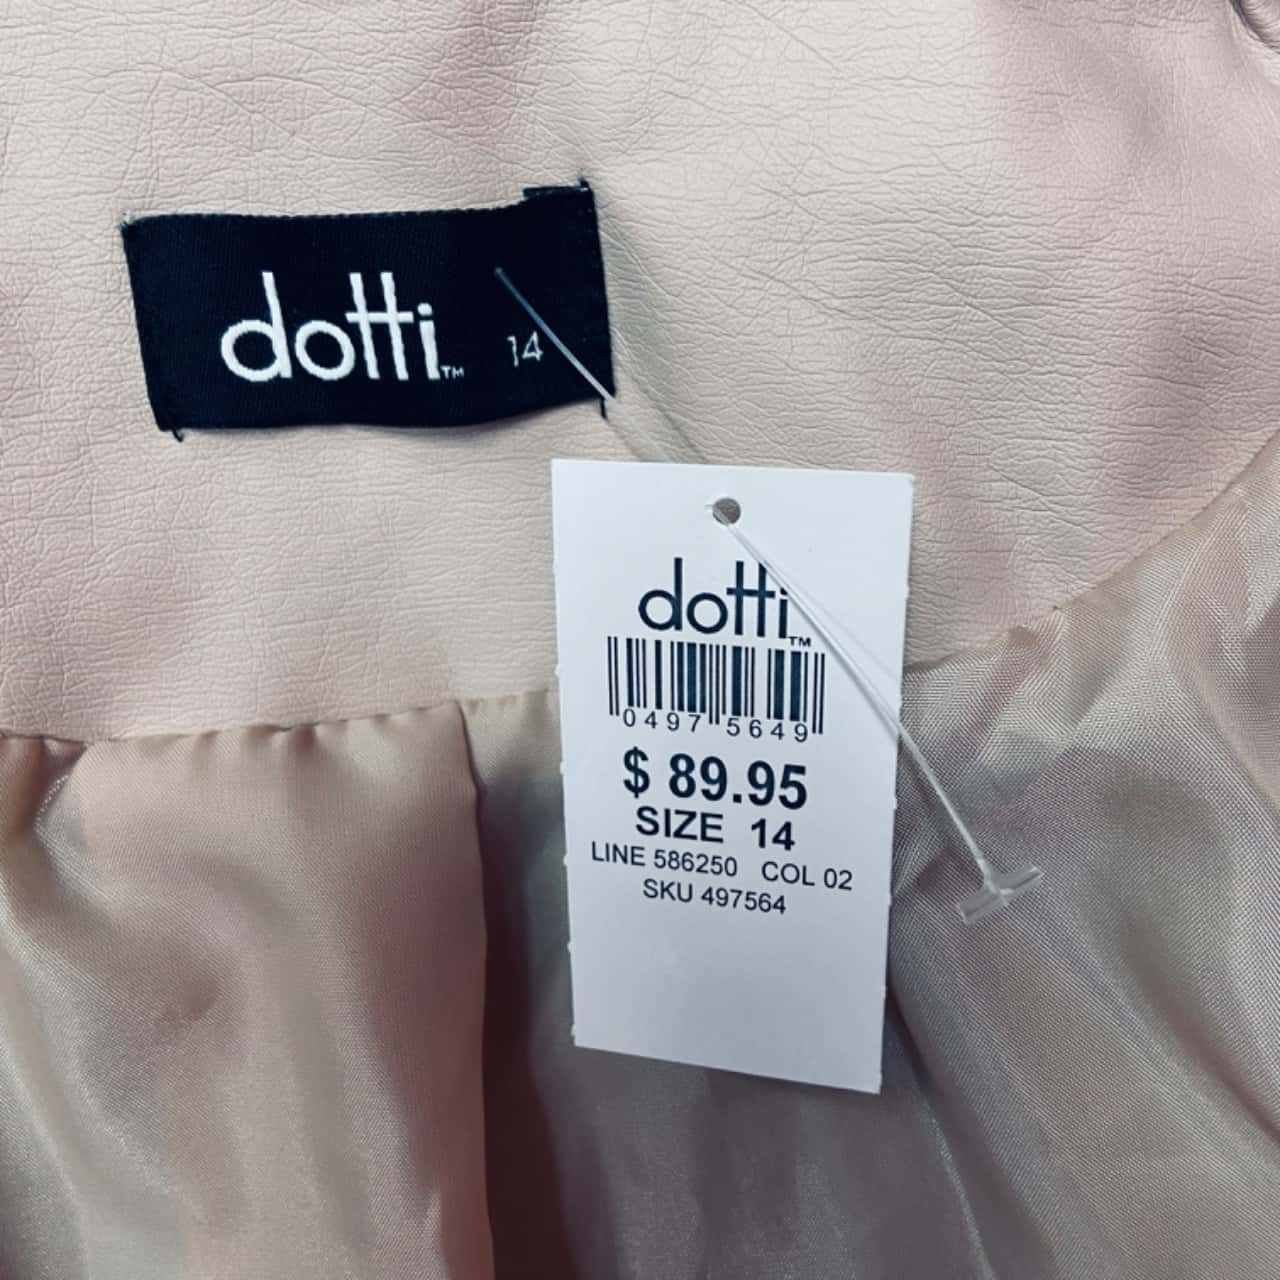 dotti™ 14
dotti™
0497 5649
$ 89.95
SIZE 14
LINE 586250 COL 02
SKU 497564